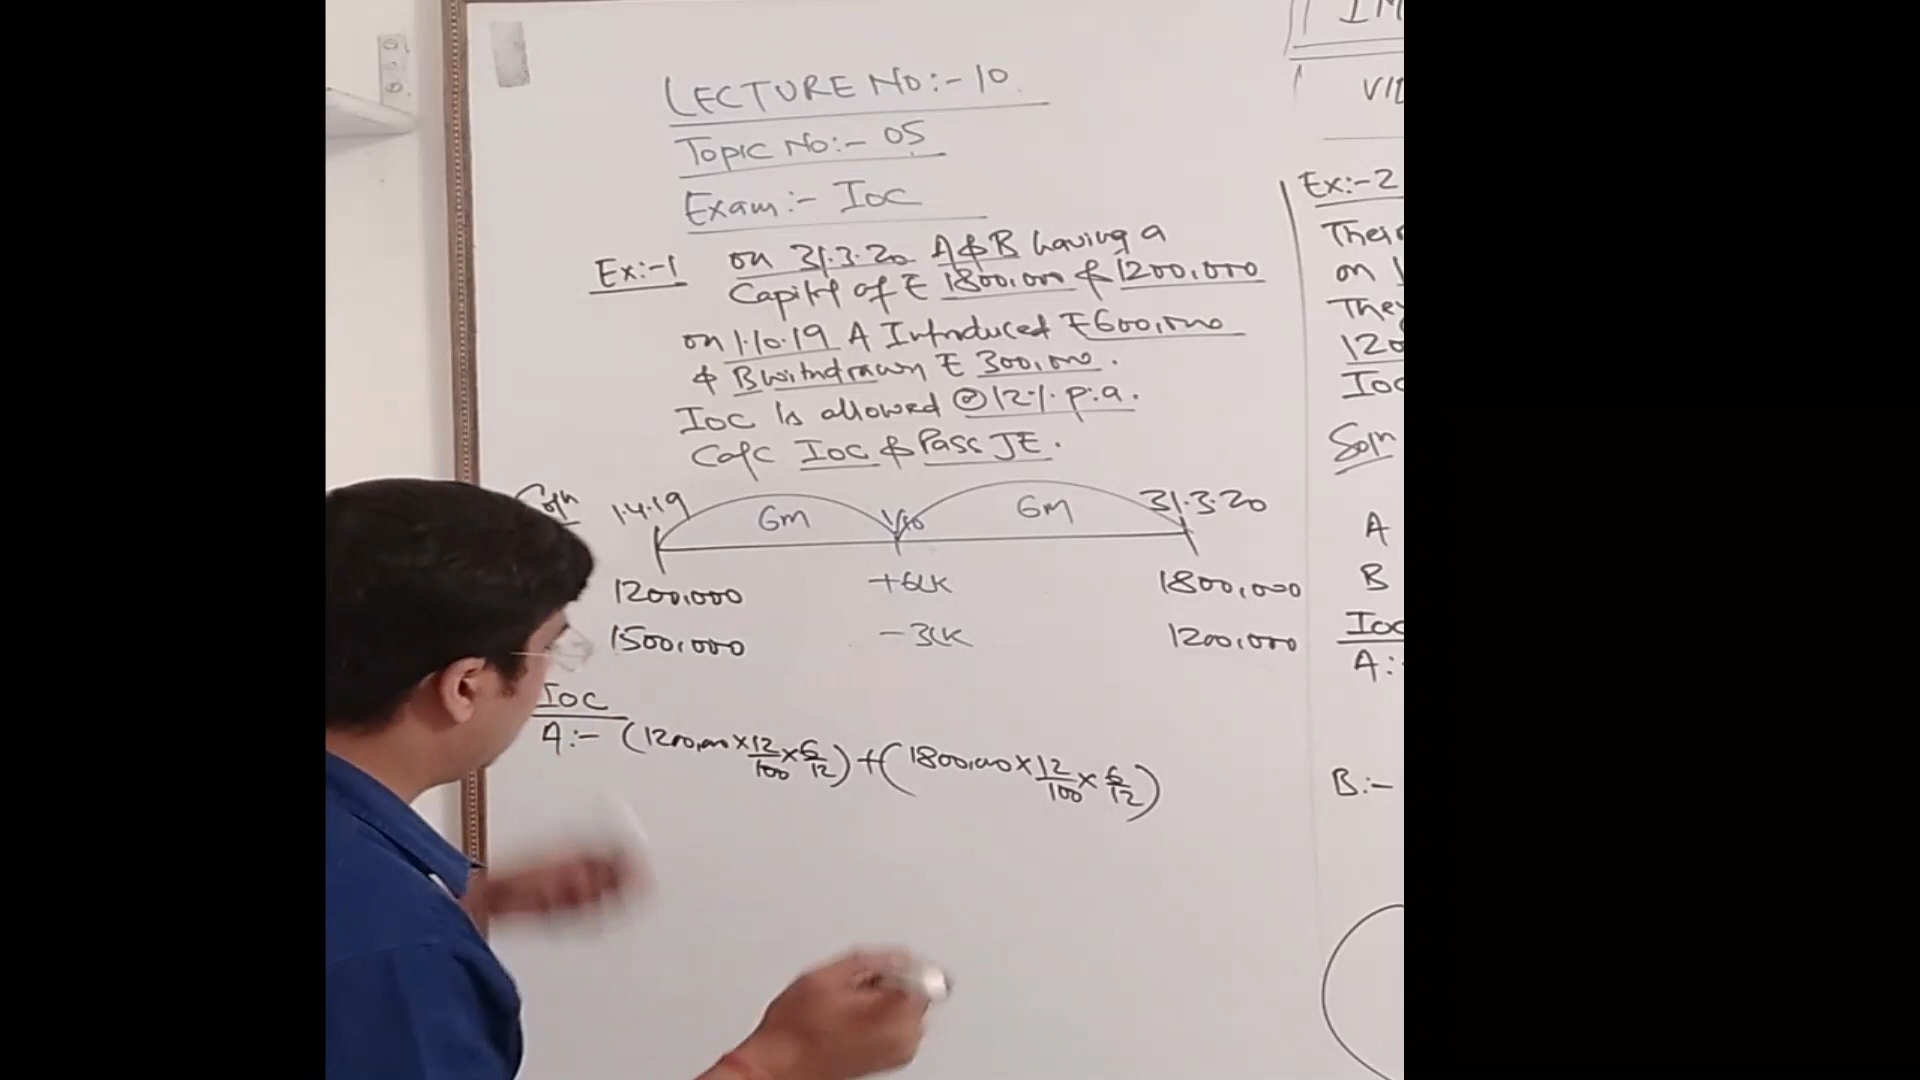 LECTURE NO:- 10
TOPIC NO:- 05
Exam:- IOC
Ex:-1 on 31.3.20 A & B having a
Capital of ₹ 1800,000 & 1200,000
on 1.10.19 A Introduced ₹600,000
& B withdrawn ₹ 300,000.
IOC is allowed @12% p.a.
Calc IOC & Pass JE.
Soln 1.4.19 6m 1/10 6m 31.3.20
1200,000 +6LK 1800,000
1500,000 -3LK 1200,000
IOC
A:- (1200,000 × 12/100 × 6/12) + (1800,000 × 12/100 × 6/12)
IM
VID
Ex:-2
Their
on 1
They
120
IOC
Soln
A
B
IOC
A:-
B:-